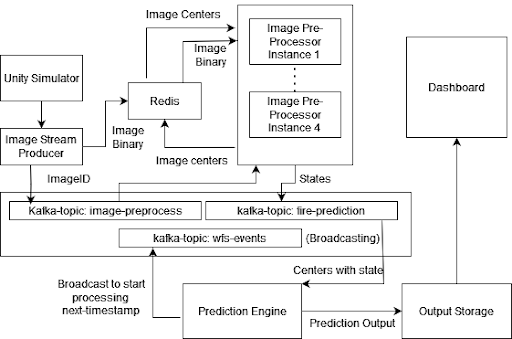 Image Centers
Image Pre-
Processor
Instance 1
Image
Binary
Unity Simulator
Redis
Dashboard
Image Pre-
Processor
Instance 4
Image Stream
Producer
Image
Binary
Image centers
ImageID
States
Kafka-topic: image-preprocess
kafka-topic: fire-prediction
kafka-topic: wfs-events
(Broadcasting)
Centers with state
Broadcast to start
processing
next-timestamp
Prediction Engine
Prediction Output
Output Storage